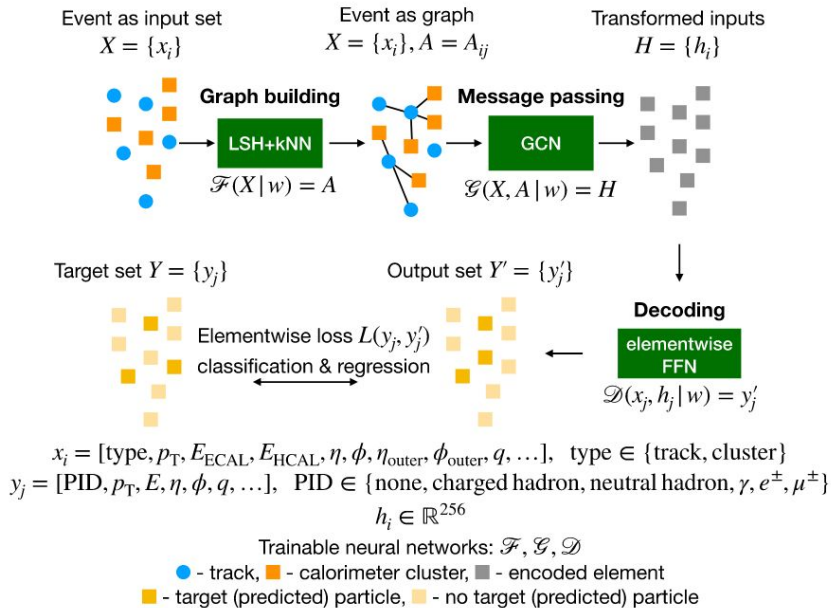 Event as input set
X = {x_i}
Event as graph
X = {x_i}, A = A_ij
Transformed inputs
H = {h_i}
Graph building
LSH+kNN
ℱ(X|w) = A
Message passing
GCN
𝒢(X, A|w) = H
Target set Y = {y_j}
Output set Y′ = {y′_j}
Elementwise loss L(y_j, y′_j)
classification & regression
Decoding
elementwise
FFN
𝒟(x_j, h_j|w) = y′_j
x_i = [type, p_T, E_ECAL, E_HCAL, η, ϕ, η_outer, ϕ_outer, q, …], type ∈ {track, cluster}
y_j = [PID, p_T, E, η, ϕ, q, …], PID ∈ {none, charged hadron, neutral hadron, γ, e^±, μ^±}
h_i ∈ ℝ^256
Trainable neural networks: ℱ, 𝒢, 𝒟
- track, - calorimeter cluster, - encoded element
- target (predicted) particle, - no target (predicted) particle